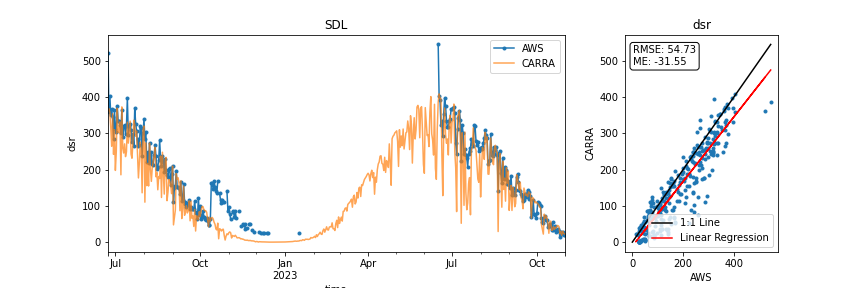 SDL
dsr
500
400
300
200
100
0
dsr
AWS
CARRA
Jul
Oct
Jan
2023
Apr
Jul
Oct
time
dsr
RMSE: 54.73
ME: -31.55
500
400
300
200
100
0
CARRA
1:1 Line
Linear Regression
0
200
400
AWS